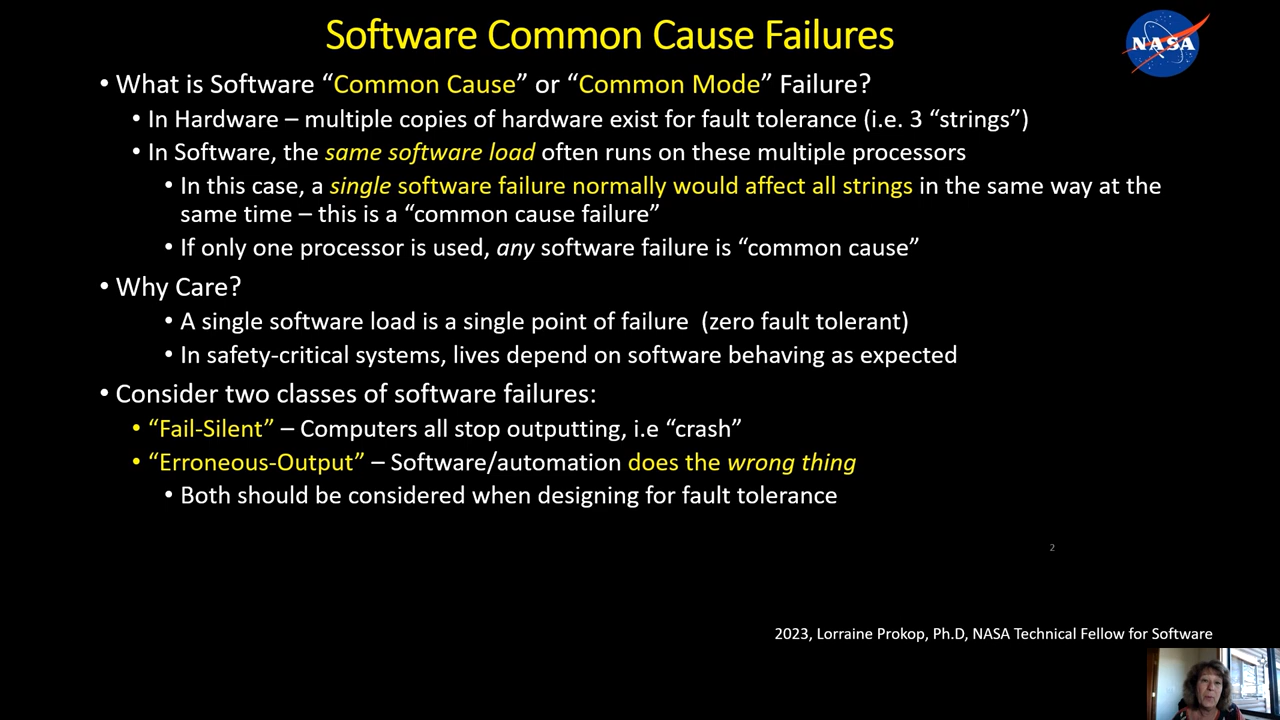 Software Common Cause Failures
NASA
• What is Software “Common Cause” or “Common Mode” Failure?
• In Hardware – multiple copies of hardware exist for fault tolerance (i.e. 3 “strings”)
• In Software, the same software load often runs on these multiple processors
• In this case, a single software failure normally would affect all strings in the same way at the
same time – this is a “common cause failure”
• If only one processor is used, any software failure is “common cause”
• Why Care?
• A single software load is a single point of failure  (zero fault tolerant)
• In safety-critical systems, lives depend on software behaving as expected
• Consider two classes of software failures:
• “Fail-Silent” – Computers all stop outputting, i.e “crash”
• “Erroneous-Output” – Software/automation does the wrong thing
• Both should be considered when designing for fault tolerance
2
2023, Lorraine Prokop, Ph.D, NASA Technical Fellow for Software